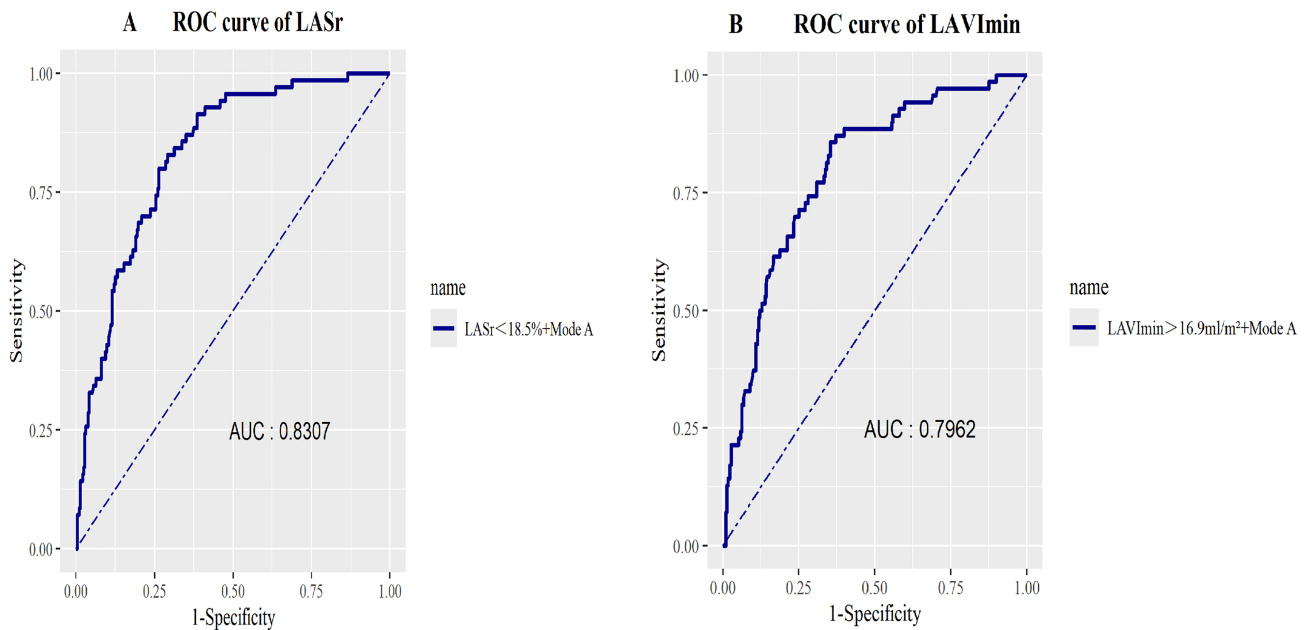 A ROC curve of LASr
1.00
0.75
0.50
0.25
0.00
Sensitivity
0.00 0.25 0.50 0.75 1.00
1-Specificity
AUC : 0.8307
name
LASr＜18.5%+Mode A
B ROC curve of LAVImin
1.00
0.75
0.50
0.25
0.00
Sensitivity
0.00 0.25 0.50 0.75 1.00
1-Specificity
AUC : 0.7962
name
LAVImin＞16.9ml/m²+Mode A